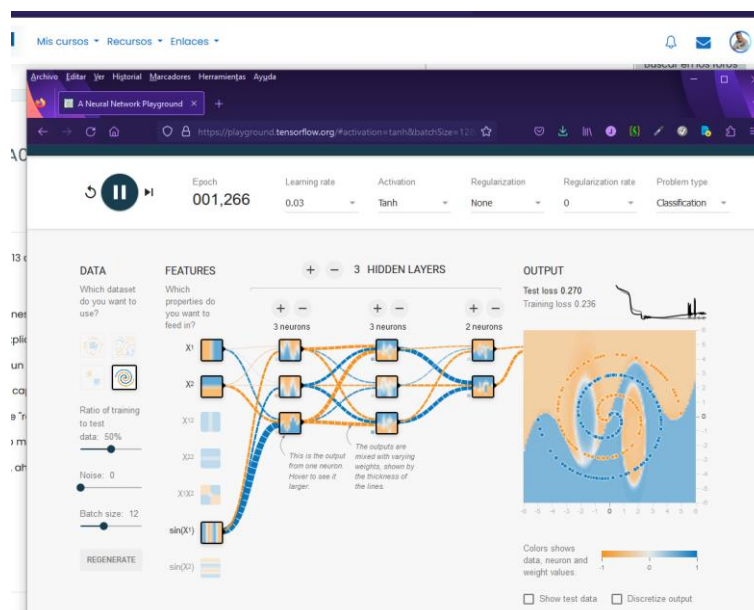 Mis cursos Recursos Enlaces
Buscar en los foros
Archivo Editar Ver Historial Marcadores Herramientas Ayuda
A Neural Network Playground
https://playground.tensorflow.org/#activation=tanh&batchSize=12
Epoch
001,266
Learning rate
0.03
Activation
Tanh
Regularization
None
Regularization rate
0
Problem type
Classification
DATA
Which dataset
do you want to
use?
Ratio of training
to test
data: 50%
Noise: 0
Batch size: 12
REGENERATE
FEATURES
Which
properties do
you want to
feed in?
X1
X2
X12
X22
X1X2
sin(X1)
sin(X2)
+ − 3 HIDDEN LAYERS
+ −
3 neurons
+ −
3 neurons
+ −
2 neurons
This is the output
from one neuron.
Hover to see it
larger.
The outputs are
mixed with varying
weights, shown by
the thickness of
the lines.
OUTPUT
Test loss 0.270
Training loss 0.236
6
5
4
3
2
1
0
-1
-2
-3
-4
-5
-6
-6 -5 -4 -3 -2 -1 0 1 2 3 4 5 6
Colors shows
data, neuron and
weight values.
-1 0 1
Show test data
Discretize output